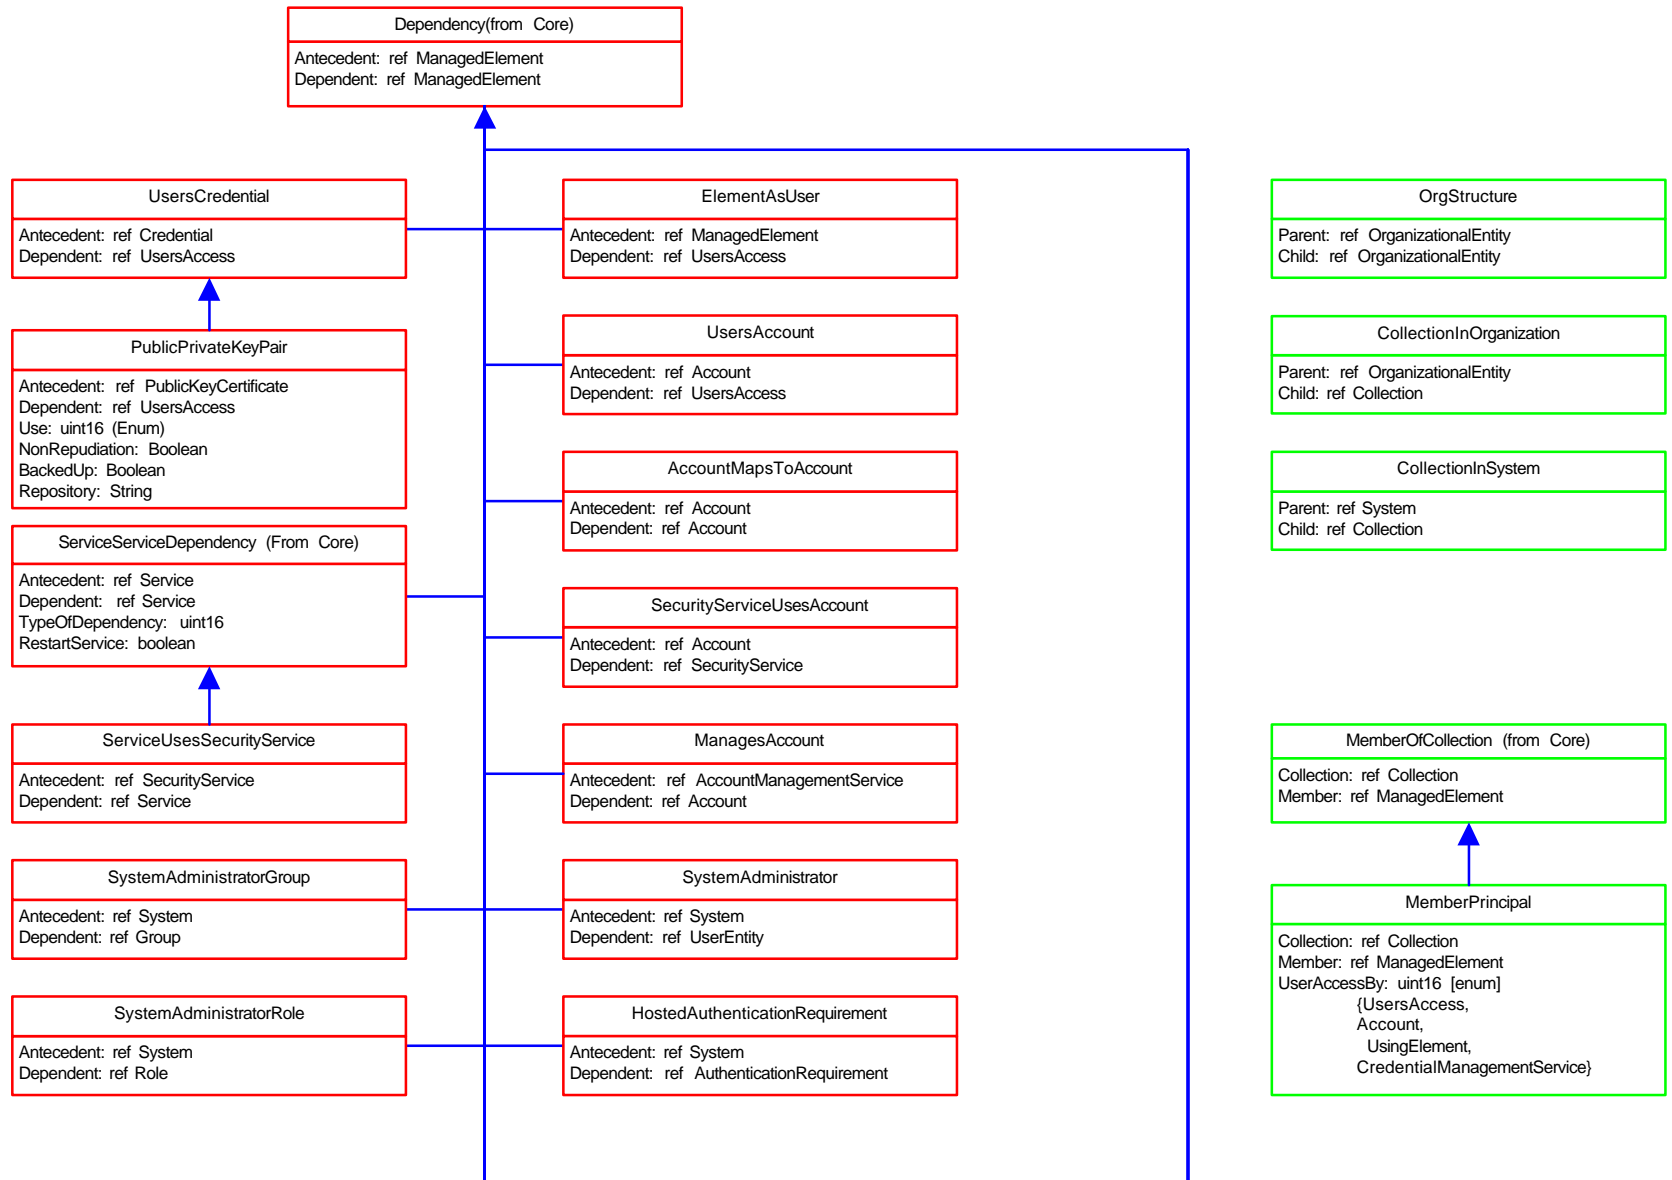 Dependency(from Core)
Antecedent: ref ManagedElement
Dependent: ref ManagedElement
UsersCredential
Antecedent: ref Credential
Dependent: ref UsersAccess
PublicPrivateKeyPair
Antecedent: ref PublicKeyCertificate
Dependent: ref UsersAccess
Use: uint16 (Enum)
NonRepudiation: Boolean
BackedUp: Boolean
Repository: String
ServiceServiceDependency (From Core)
Antecedent: ref Service
Dependent: ref Service
TypeOfDependency: uint16
RestartService: boolean
ServiceUsesSecurityService
Antecedent: ref SecurityService
Dependent: ref Service
SystemAdministratorGroup
Antecedent: ref System
Dependent: ref Group
SystemAdministratorRole
Antecedent: ref System
Dependent: ref Role
ElementAsUser
Antecedent: ref ManagedElement
Dependent: ref UsersAccess
UsersAccount
Antecedent: ref Account
Dependent: ref UsersAccess
AccountMapsToAccount
Antecedent: ref Account
Dependent: ref Account
SecurityServiceUsesAccount
Antecedent: ref Account
Dependent: ref SecurityService
ManagesAccount
Antecedent: ref AccountManagementService
Dependent: ref Account
SystemAdministrator
Antecedent: ref System
Dependent: ref UserEntity
HostedAuthenticationRequirement
Antecedent: ref System
Dependent: ref AuthenticationRequirement
OrgStructure
Parent: ref OrganizationalEntity
Child: ref OrganizationalEntity
CollectionInOrganization
Parent: ref OrganizationalEntity
Child: ref Collection
CollectionInSystem
Parent: ref System
Child: ref Collection
MemberOfCollection (from Core)
Collection: ref Collection
Member: ref ManagedElement
MemberPrincipal
Collection: ref Collection
Member: ref ManagedElement
UserAccessBy: uint16 [enum]
{UsersAccess,
Account,
UsingElement,
CredentialManagementService}